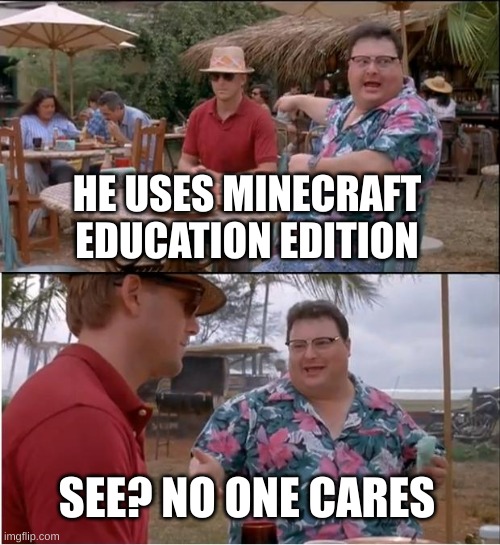 HE USES MINECRAFT
EDUCATION EDITION
SEE? NO ONE CARES
imgflip.com